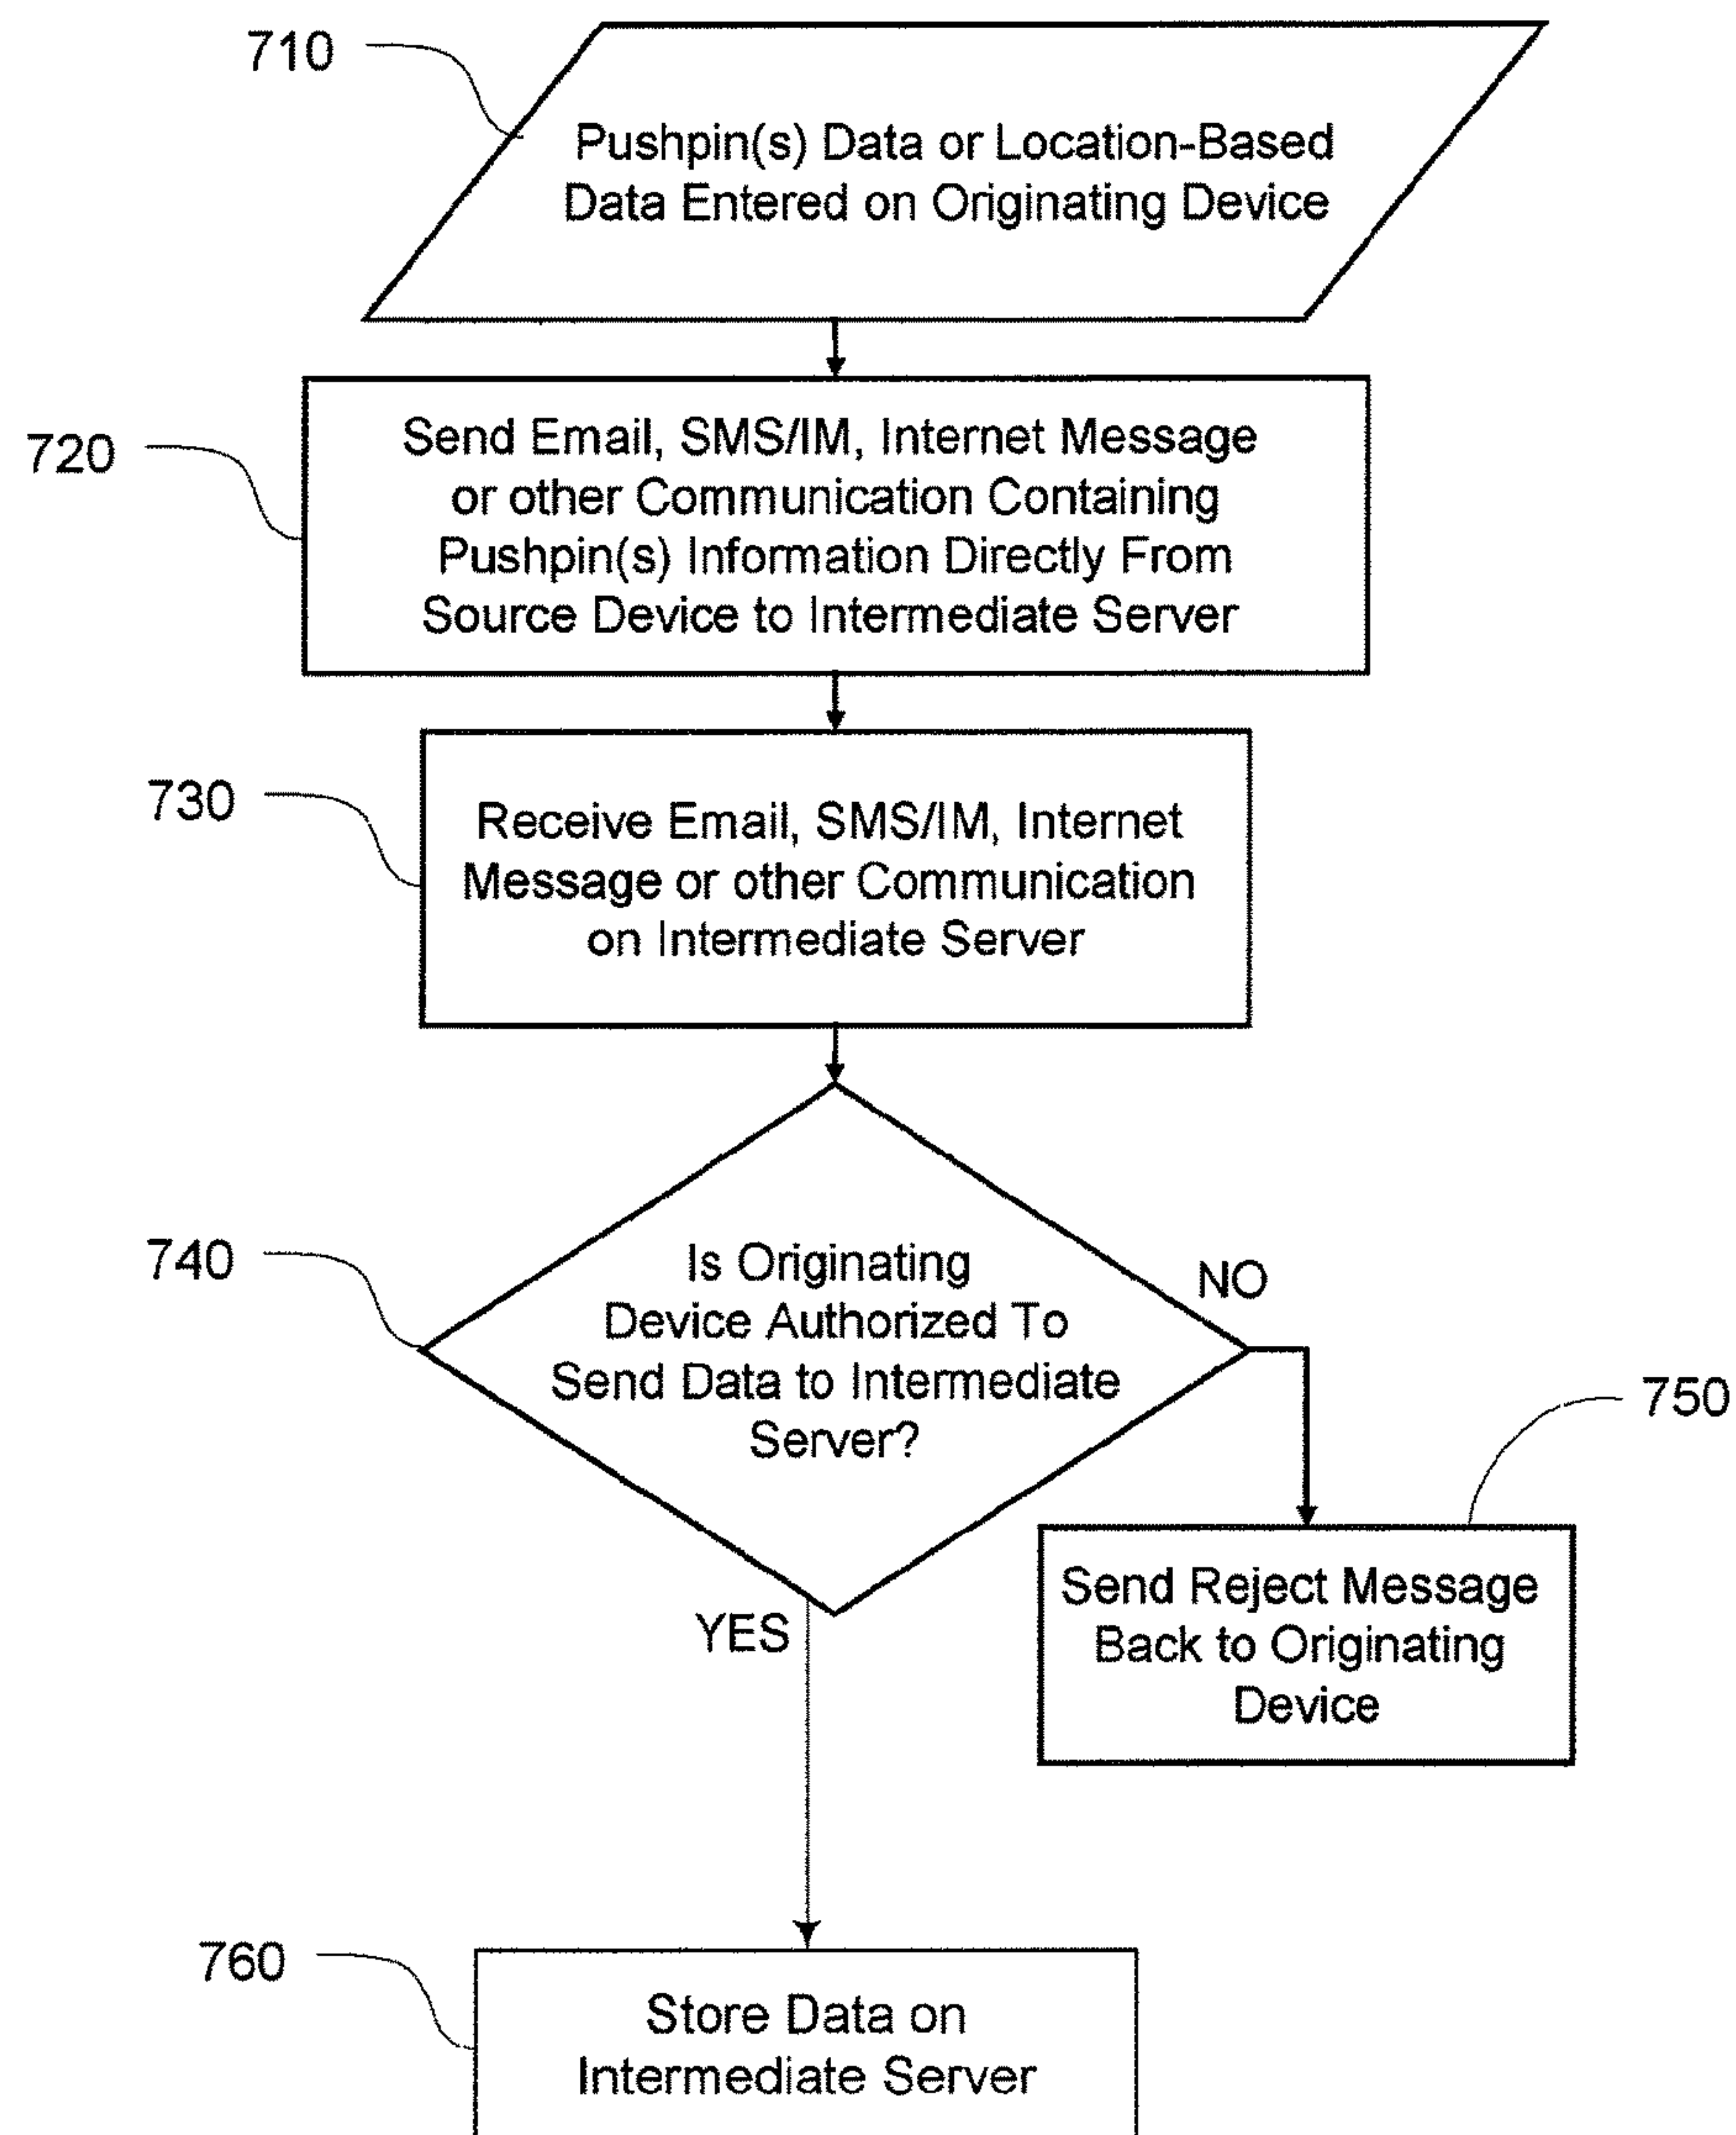 710
Pushpin(s) Data or Location-Based
Data Entered on Originating Device
720
Send Email, SMS/IM, Internet Message
or other Communication Containing
Pushpin(s) Information Directly From
Source Device to Intermediate Server
730
Receive Email, SMS/IM, Internet
Message or other Communication
on Intermediate Server
740
Is Originating
Device Authorized To
Send Data to Intermediate
Server?
NO
750
Send Reject Message
Back to Originating
Device
YES
760
Store Data on
Intermediate Server